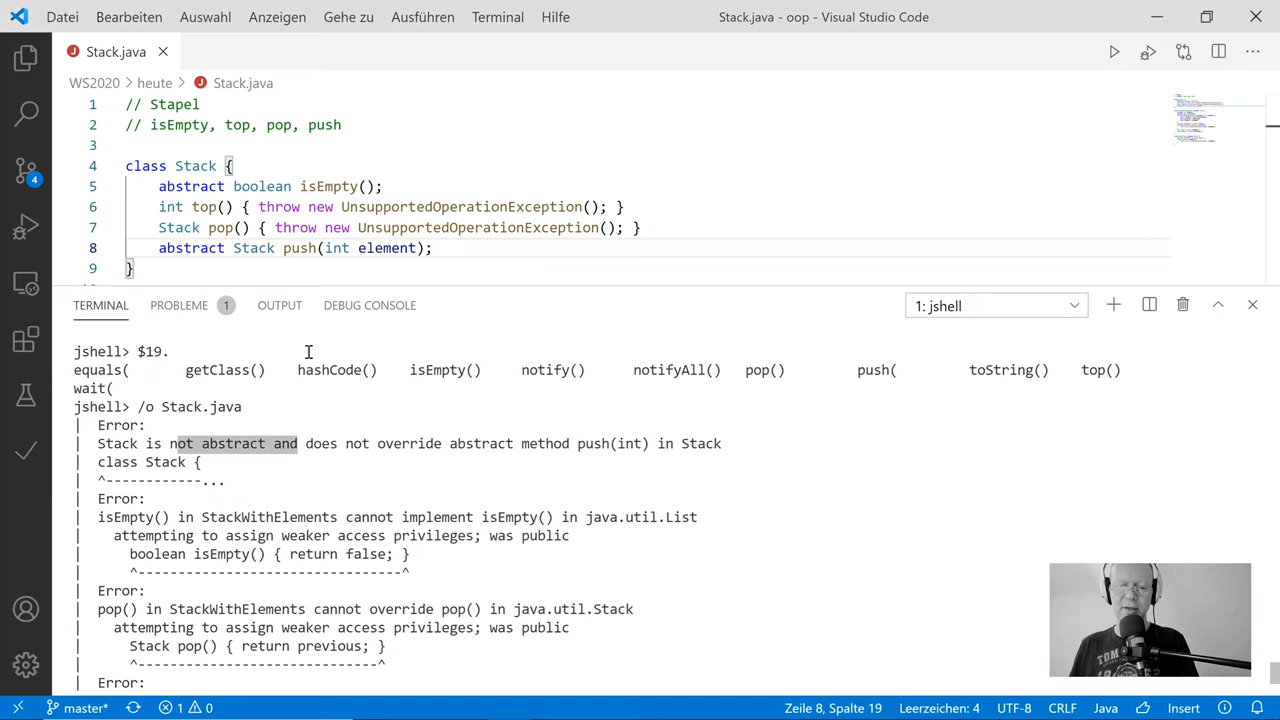 Datei Bearbeiten Auswahl Anzeigen Gehe zu Ausführen Terminal Hilfe Stack.java - oop - Visual Studio Code
J Stack.java
WS2020 > heute > J Stack.java
1 // Stapel
2 // isEmpty, top, pop, push
3
4 class Stack {
5 abstract boolean isEmpty();
6 int top() { throw new UnsupportedOperationException(); }
7 Stack pop() { throw new UnsupportedOperationException(); }
8 abstract Stack push(int element);
9 }
4
TERMINAL PROBLEME 1 OUTPUT DEBUG CONSOLE 1: jshell
jshell> $19.
equals( getClass() hashCode() isEmpty() notify() notifyAll() pop() push( toString() top()
wait(
jshell> /o Stack.java
| Error:
| Stack is not abstract and does not override abstract method push(int) in Stack
| class Stack {
| ^------------...
| Error:
| isEmpty() in StackWithElements cannot implement isEmpty() in java.util.List
| attempting to assign weaker access privileges; was public
| boolean isEmpty() { return false; }
| ^---------------------------------^
| Error:
| pop() in StackWithElements cannot override pop() in java.util.Stack
| attempting to assign weaker access privileges; was public
| Stack pop() { return previous; }
| ^------------------------------^
| Error:
master* 1 0 Zeile 8, Spalte 19 Leerzeichen: 4 UTF-8 CRLF Java Insert